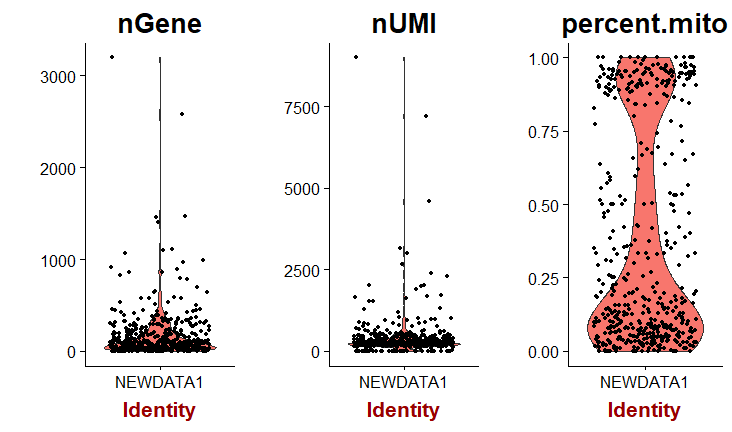 nGene
3000
2000
1000
0
NEWDATA1
Identity
nUMI
7500
5000
2500
0
NEWDATA1
Identity
percent.mito
1.00
0.75
0.50
0.25
0.00
NEWDATA1
Identity